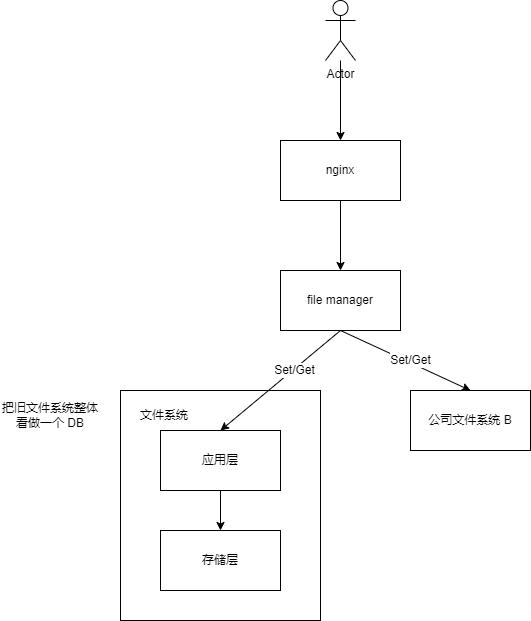 Actor
nginx
file manager
Set/Get
Set/Get
把旧文件系统整体
看做一个 DB
文件系统
公司文件系统 B
应用层
存储层